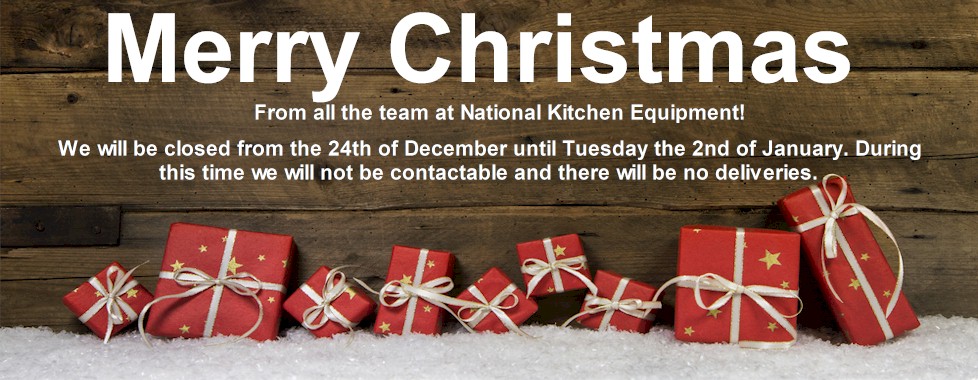 Merry Christmas
From all the team at National Kitchen Equipment!
We will be closed from the 24th of December until Tuesday the 2nd of January. During
this time we will not be contactable and there will be no deliveries.